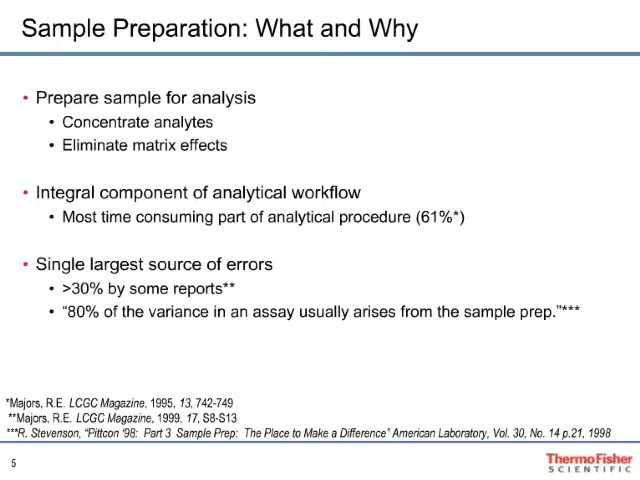 Sample Preparation: What and Why
• Prepare sample for analysis
• Concentrate analytes
• Eliminate matrix effects
• Integral component of analytical workflow
• Most time consuming part of analytical procedure (61%*)
• Single largest source of errors
• >30% by some reports**
• “80% of the variance in an assay usually arises from the sample prep.”***
*Majors, R.E. LCGC Magazine, 1995, 13, 742-749
**Majors, R.E. LCGC Magazine, 1999, 17, S8-S13
***R. Stevenson, “Pittcon ‘98: Part 3 Sample Prep: The Place to Make a Difference” American Laboratory, Vol. 30, No. 14 p.21, 1998
5
ThermoFisher
SCIENTIFIC